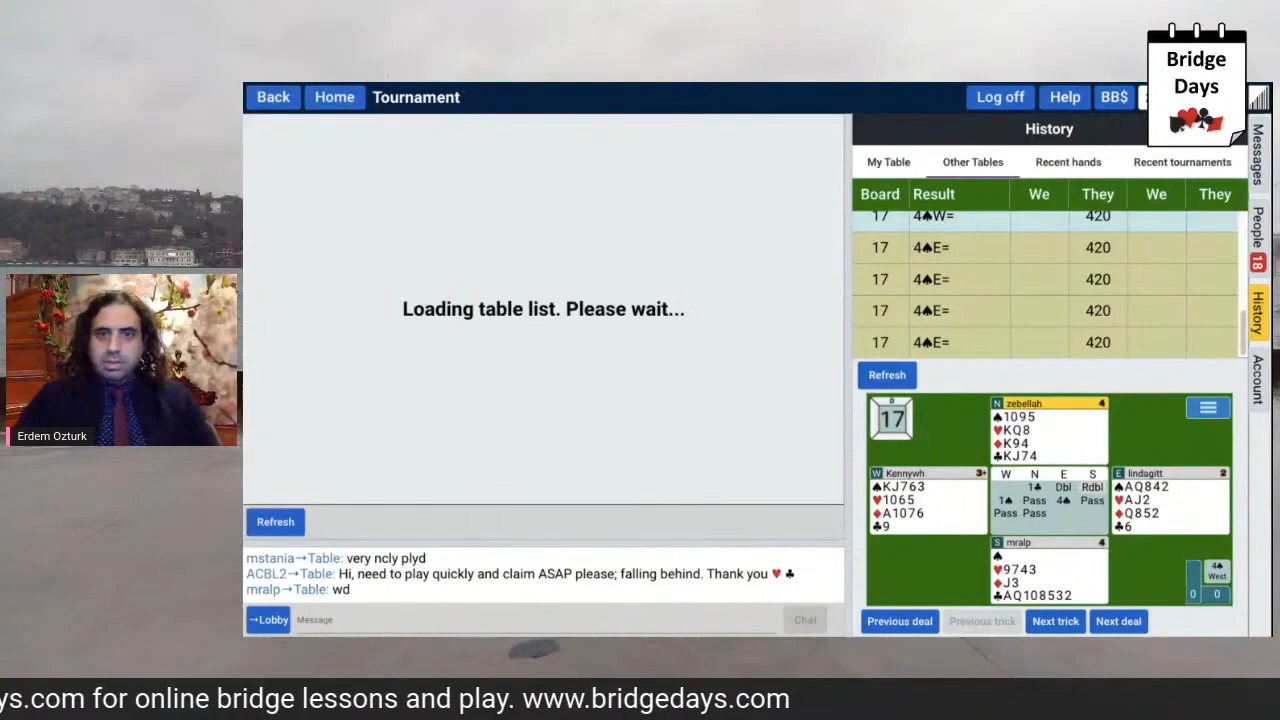 Bridge
Days
Back Home Tournament Log off Help BB$
History
My Table Other Tables Recent hands Recent tournaments
Board Result We They We They
17 4♠W= 420
17 4♠E= 420
17 4♠E= 420
17 4♠E= 420
17 4♠E= 420
Loading table list. Please wait...
Refresh
Messages
People 18
History
Account
D
17
N zebellah 4
♠1095
♥KQ8
♦K94
♣KJ74
W Kennywh 3+
♠KJ763
♥1065
♦A1076
♣9
W N E S
1♣ Dbl Rdbl
1♠ Pass 4♠ Pass
Pass Pass
E lindagitt 2
♠AQ842
♥AJ2
♦Q852
♣6
S mralp 4
♠
♥9743
♦J3
♣AQ108532
4♠
West
0 0
Previous deal Previous trick Next trick Next deal
Erdem Ozturk
Refresh
mstania→Table: very ncly plyd
ACBL2→Table: Hi, need to play quickly and claim ASAP please; falling behind. Thank you ♥ ♣
mralp→Table: wd
→Lobby Message Chat
ys.com for online bridge lessons and play. www.bridgedays.com